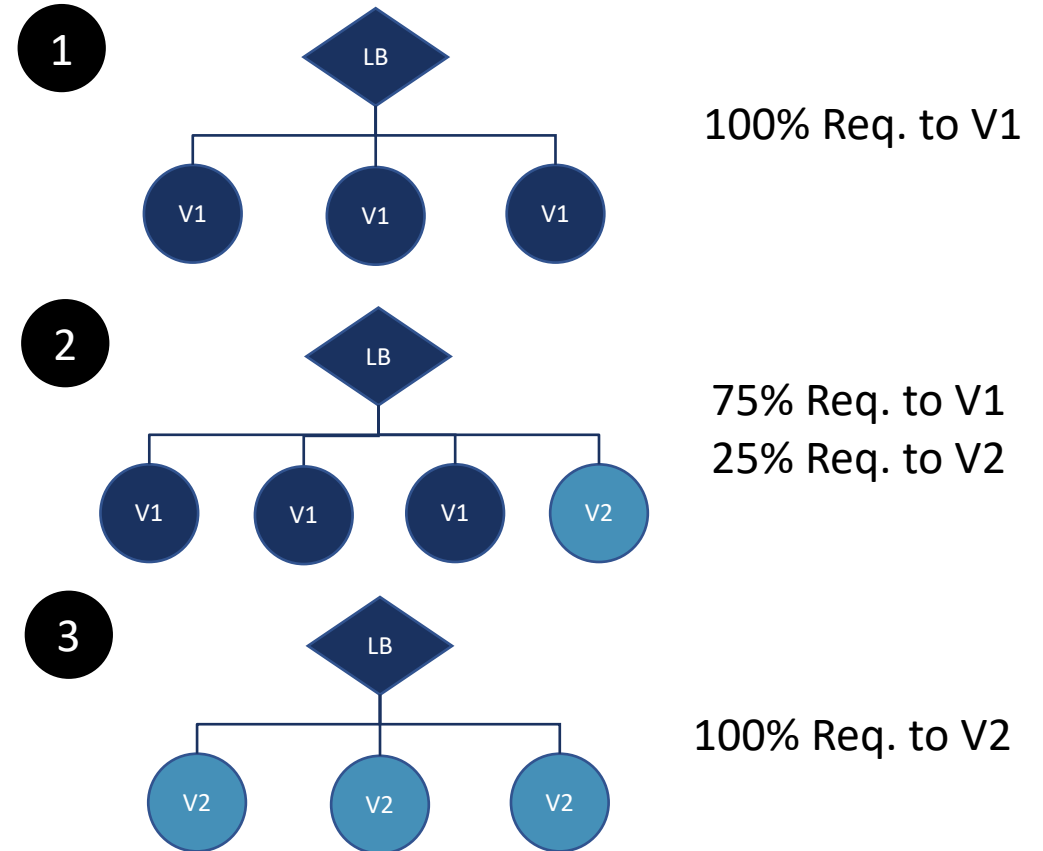 1
LB
100% Req. to V1
V1
V1
V1
2
LB
75% Req. to V1
25% Req. to V2
V1
V1
V1
V2
3
LB
100% Req. to V2
V2
V2
V2